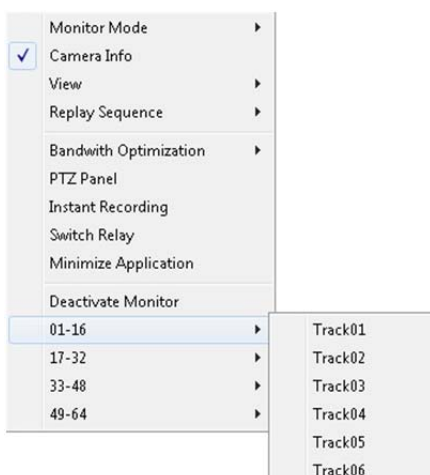 Monitor Mode
Camera Info
View
Replay Sequence
Bandwith Optimization
PTZ Panel
Instant Recording
Switch Relay
Minimize Application
Deactivate Monitor
01-16
17-32
33-48
49-64
Track01
Track02
Track03
Track04
Track05
Track06